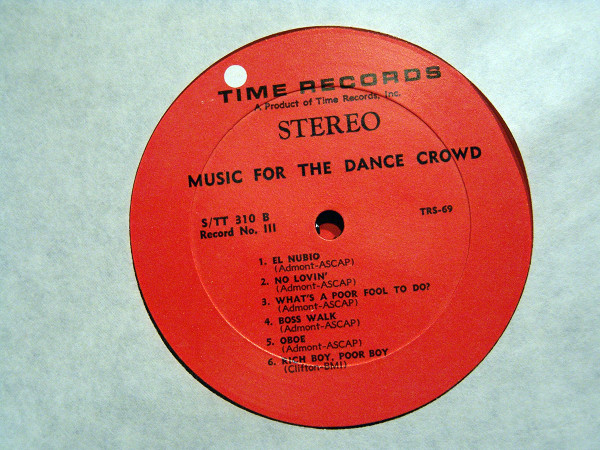 TIME RECORDS
A Product of Time Records, Inc.
STEREO
MUSIC FOR THE DANCE CROWD
S/TT 310 B
Record No. III
TRS-69
1. EL NUBIO
(Admont-ASCAP)
2. NO LOVIN'
(Admont-ASCAP)
3. WHAT'S A POOR FOOL TO DO?
(Admont-ASCAP)
4. BOSS WALK
(Admont-ASCAP)
5. OBOE
(Admont-ASCAP)
6. RICH BOY, POOR BOY
(Clifton-BMI)